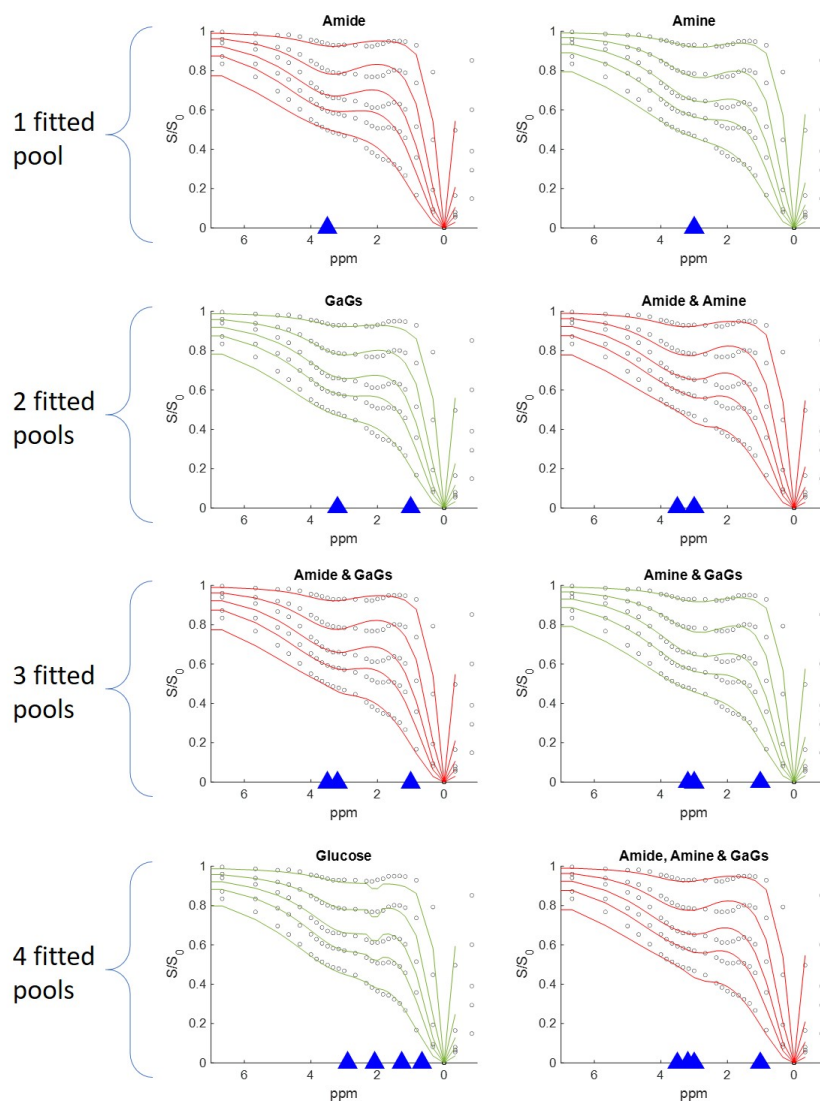 1 fitted
pool
Amide
1
0.8
0.6
0.4
0.2
0
S/S0
6
4
2
0
ppm
Amine
1
0.8
0.6
0.4
0.2
0
S/S0
6
4
2
0
ppm
2 fitted
pools
GaGs
1
0.8
0.6
0.4
0.2
0
S/S0
6
4
2
0
ppm
Amide & Amine
1
0.8
0.6
0.4
0.2
0
S/S0
6
4
2
0
ppm
3 fitted
pools
Amide & GaGs
1
0.8
0.6
0.4
0.2
0
S/S0
6
4
2
0
ppm
Amine & GaGs
1
0.8
0.6
0.4
0.2
0
S/S0
6
4
2
0
ppm
4 fitted
pools
Glucose
1
0.8
0.6
0.4
0.2
0
S/S0
6
4
2
0
ppm
Amide, Amine & GaGs
1
0.8
0.6
0.4
0.2
0
S/S0
6
4
2
0
ppm